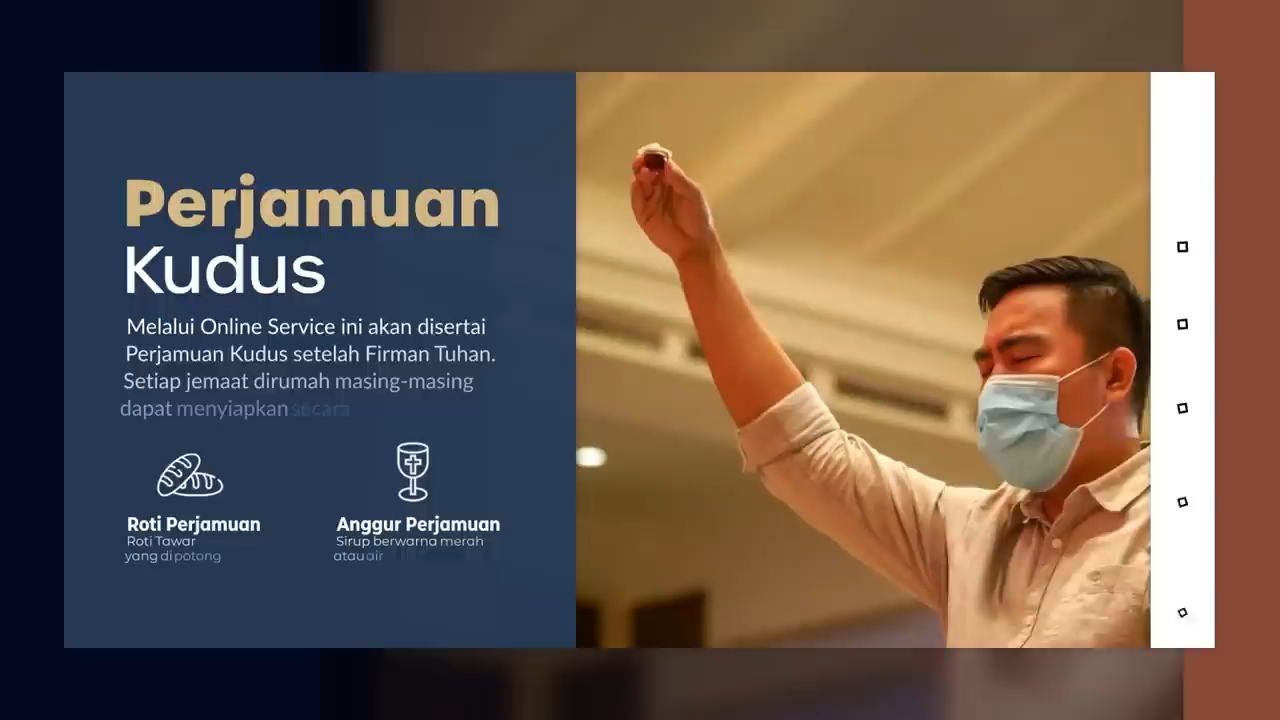 Perjamuan
Kudus
Melalui Online Service ini akan disertai
Perjamuan Kudus setelah Firman Tuhan.
Setiap jemaat dirumah masing-masing
dapat menyiapkan secara
Roti Perjamuan
Roti Tawar
yang di potong
Anggur Perjamuan
Sirup berwarna merah
atau air